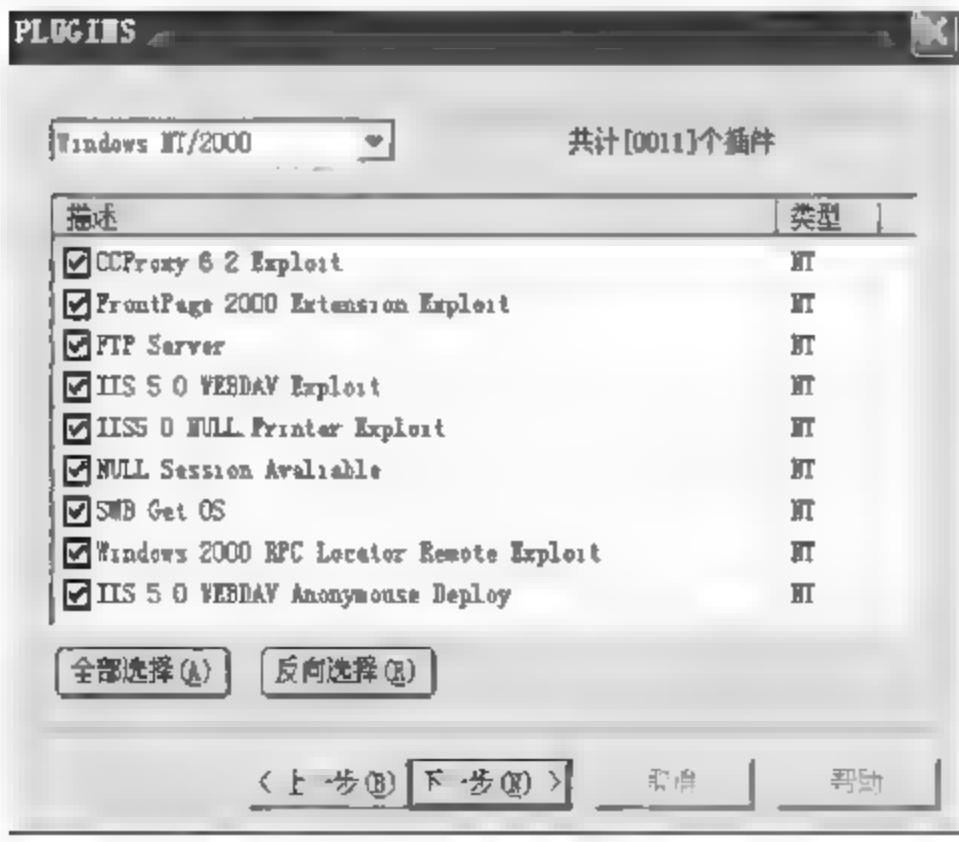 PLUGINS
Windows NT/2000
共计[0011]个插件
描述 类型
CCProxy 6 2 Exploit NT
FrontPage 2000 Extension Exploit NT
FTP Server NT
IIS 5 0 WEBDAV Exploit NT
IIS5 0 NULL Printer Exploit NT
NULL Session Avaliable NT
SMB Get OS NT
Windows 2000 RPC Locator Remote Exploit NT
IIS 5 0 WEBDAV Anonymouse Deploy NT
全部选择(A) 反向选择(R)
< 上一步(B) 下一步(N) > 取消 帮助